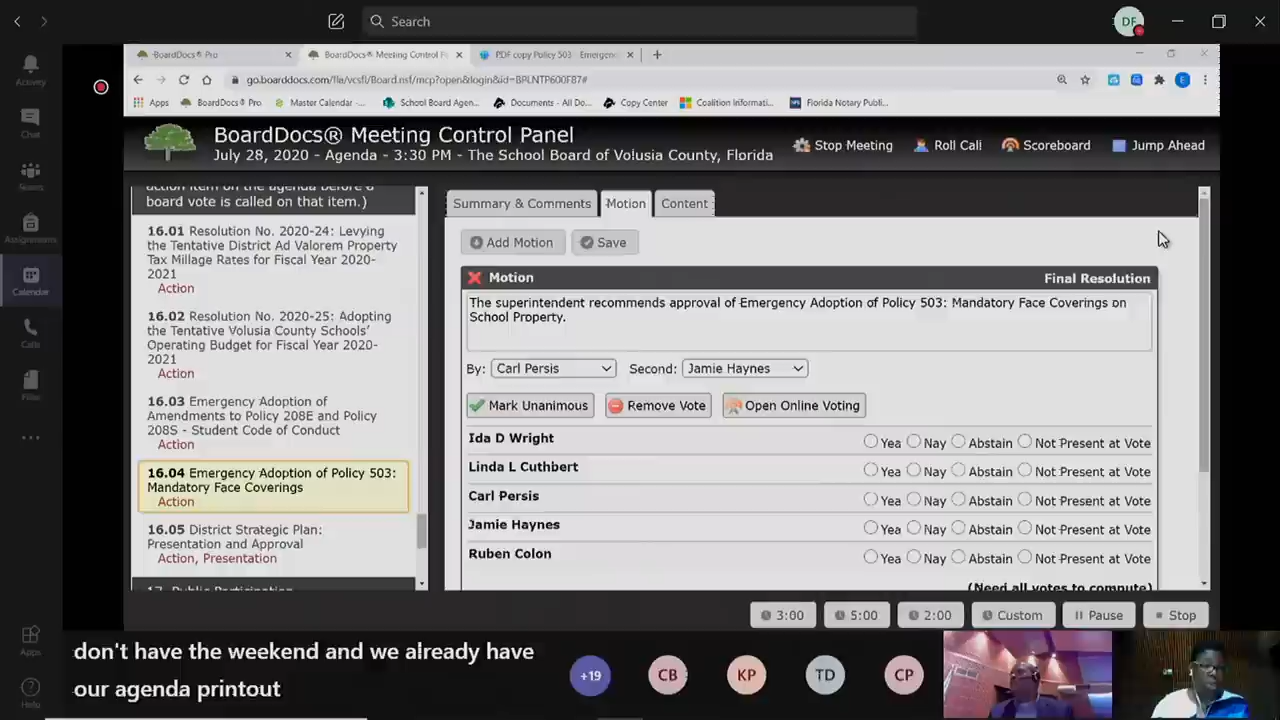 Search
DF
BoardDocs® Pro
BoardDocs® Meeting Control P
PDF copy Policy 503 - Emergenc
go.boarddocs.com/fla/vcsfl/Board.nsf/mcp?open&login&id=BPLNTP600F87#
E
Apps
BoardDocs® Pro
Master Calendar -...
School Board Agen...
Documents - All Do...
Copy Center
Coalition Informati...
Florida Notary Publi...
BoardDocs® Meeting Control Panel
July 28, 2020 - Agenda - 3:30 PM - The School Board of Volusia County, Florida
Stop Meeting
Roll Call
Scoreboard
Jump Ahead
Activity
Chat
Teams
Assignments
Calendar
Calls
Files
Apps
Help
action item on the agenda before a
board vote is called on that item.)
16.01 Resolution No. 2020-24: Levying
the Tentative District Ad Valorem Property
Tax Millage Rates for Fiscal Year 2020-
2021
Action
16.02 Resolution No. 2020-25: Adopting
the Tentative Volusia County Schools'
Operating Budget for Fiscal Year 2020-
2021
Action
16.03 Emergency Adoption of
Amendments to Policy 208E and Policy
208S - Student Code of Conduct
Action
16.04 Emergency Adoption of Policy 503:
Mandatory Face Coverings
Action
16.05 District Strategic Plan:
Presentation and Approval
Action, Presentation
17. Public Participation
Summary & Comments
Motion
Content
Add Motion
Save
Motion
Final Resolution
The superintendent recommends approval of Emergency Adoption of Policy 503: Mandatory Face Coverings on
School Property.
By: Carl Persis Second: Jamie Haynes
Mark Unanimous
Remove Vote
Open Online Voting
Ida D Wright Yea Nay Abstain Not Present at Vote
Linda L Cuthbert Yea Nay Abstain Not Present at Vote
Carl Persis Yea Nay Abstain Not Present at Vote
Jamie Haynes Yea Nay Abstain Not Present at Vote
Ruben Colon Yea Nay Abstain Not Present at Vote
(Need all votes to compute)
3:00
5:00
2:00
Custom
Pause
Stop
don't have the weekend and we already have
our agenda printout
+19
CB
KP
TD
CP